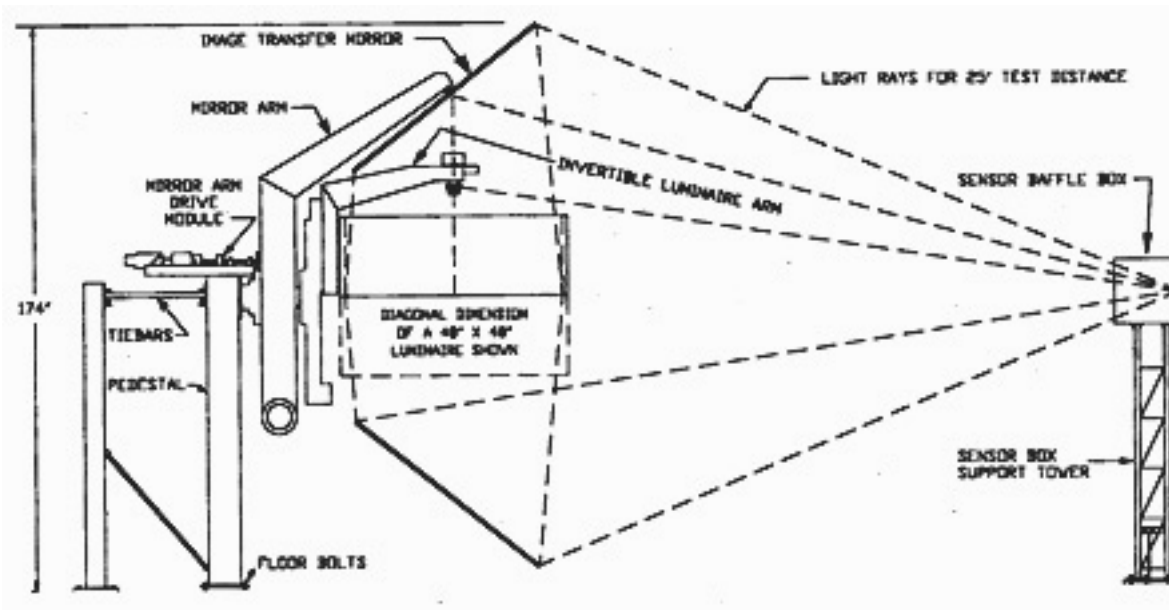 IMAGE TRANSFER MIRROR
LIGHT RAYS FOR 25' TEST DISTANCE
MIRROR ARM
INVERTIBLE LUMINAIRE ARM
MIRROR ARM
DRIVE
MODULE
SENSOR BAFFLE BOX
174"
TIEBARS
DIAGONAL DIMENSION
OF A 48" X 48"
LUMINAIRE SHOWN
PEDESTAL
SENSOR BOX
SUPPORT TOWER
FLOOR BOLTS